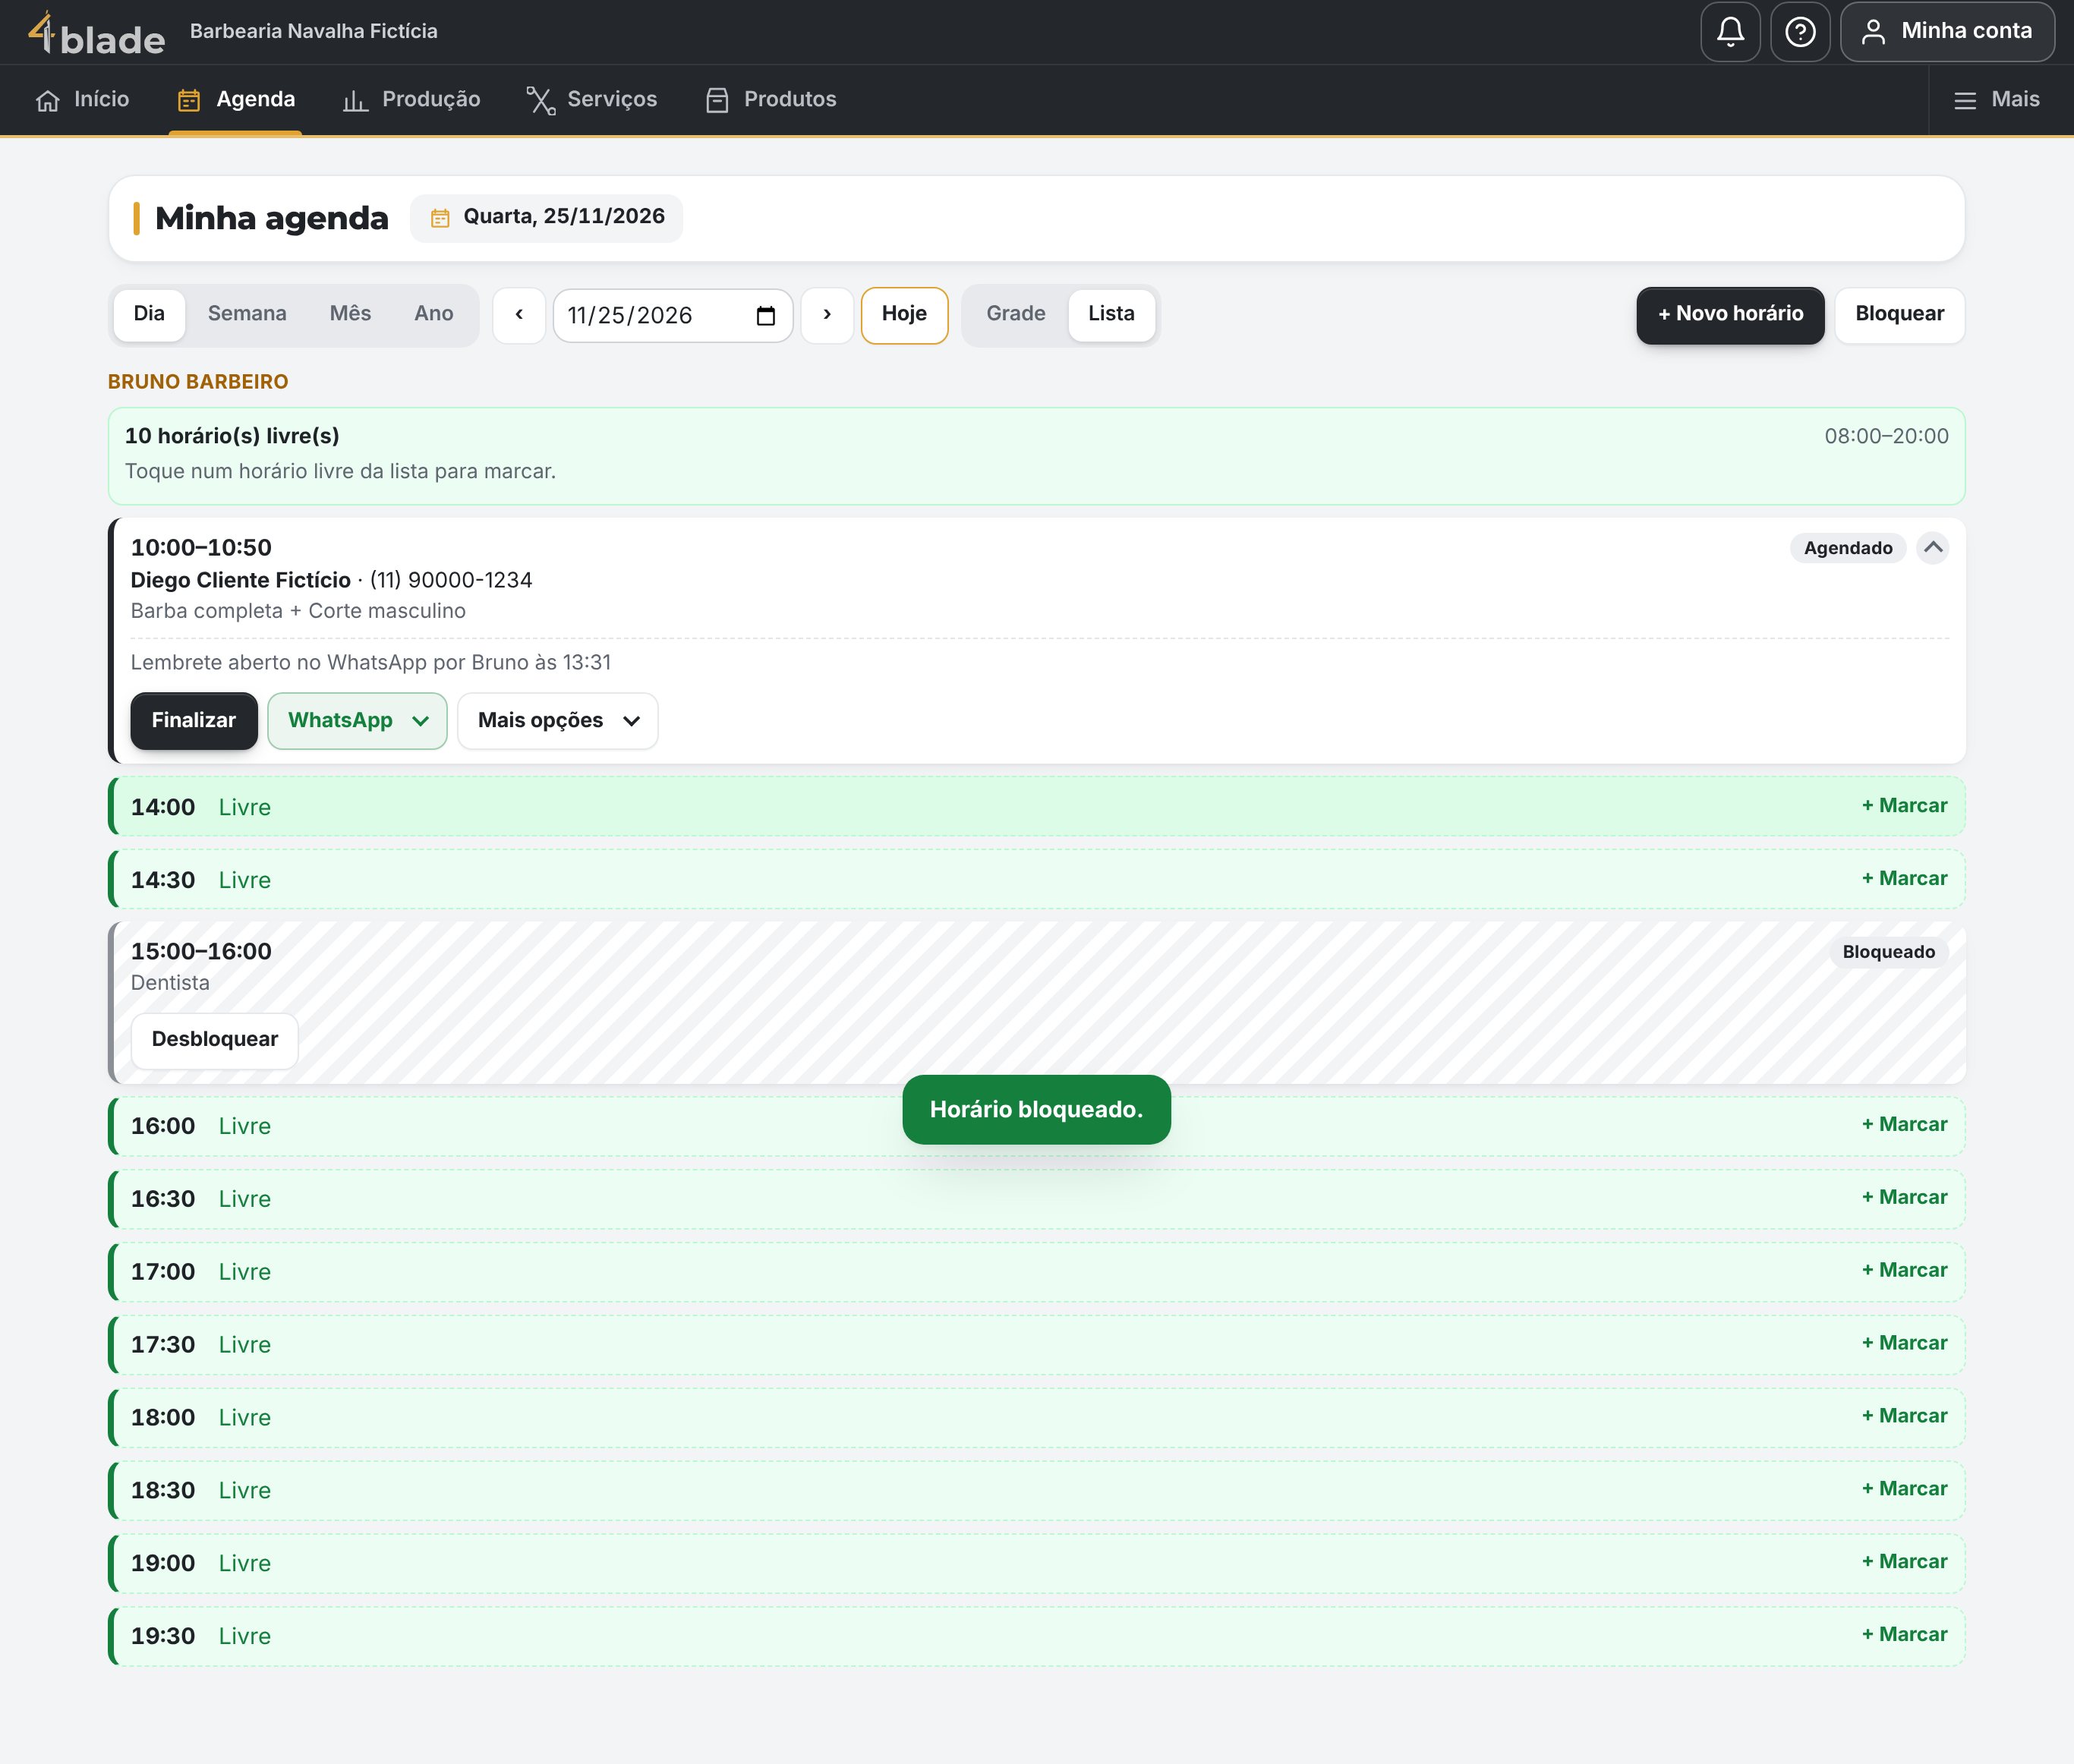 4blade
Barbearia Navalha Fictícia
Minha conta
Início
Agenda
Produção
Serviços
Produtos
Mais
Minha agenda
Quarta, 25/11/2026
Dia
Semana
Mês
Ano
‹
11/25/2026
›
Hoje
Grade
Lista
+ Novo horário
Bloquear
BRUNO BARBEIRO
10 horário(s) livre(s)
08:00–20:00
Toque num horário livre da lista para marcar.
10:00–10:50
Agendado
Diego Cliente Fictício · (11) 90000-1234
Barba completa + Corte masculino
Lembrete aberto no WhatsApp por Bruno às 13:31
Finalizar
WhatsApp
Mais opções
14:00 Livre + Marcar
14:30 Livre + Marcar
15:00–16:00
Bloqueado
Dentista
Desbloquear
Horário bloqueado.
16:00 Livre + Marcar
16:30 Livre + Marcar
17:00 Livre + Marcar
17:30 Livre + Marcar
18:00 Livre + Marcar
18:30 Livre + Marcar
19:00 Livre + Marcar
19:30 Livre + Marcar